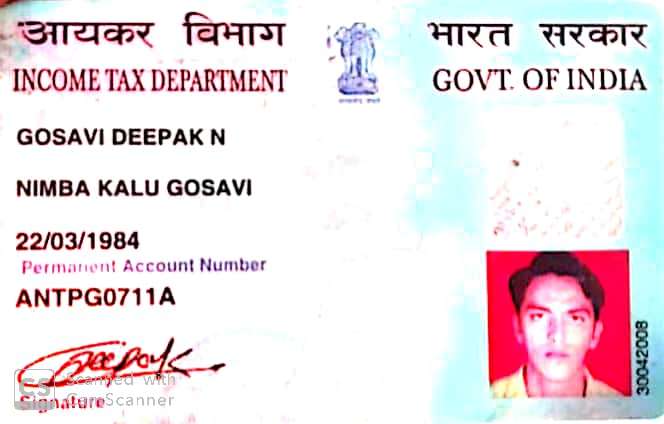 आयकर विभाग
INCOME TAX DEPARTMENT
भारत सरकार
GOVT. OF INDIA
GOSAVI DEEPAK N
NIMBA KALU GOSAVI
22/03/1984
Permanent Account Number
ANTPG0711A
Deepak
Signature
30042008
CS
Scanned with
CamScanner